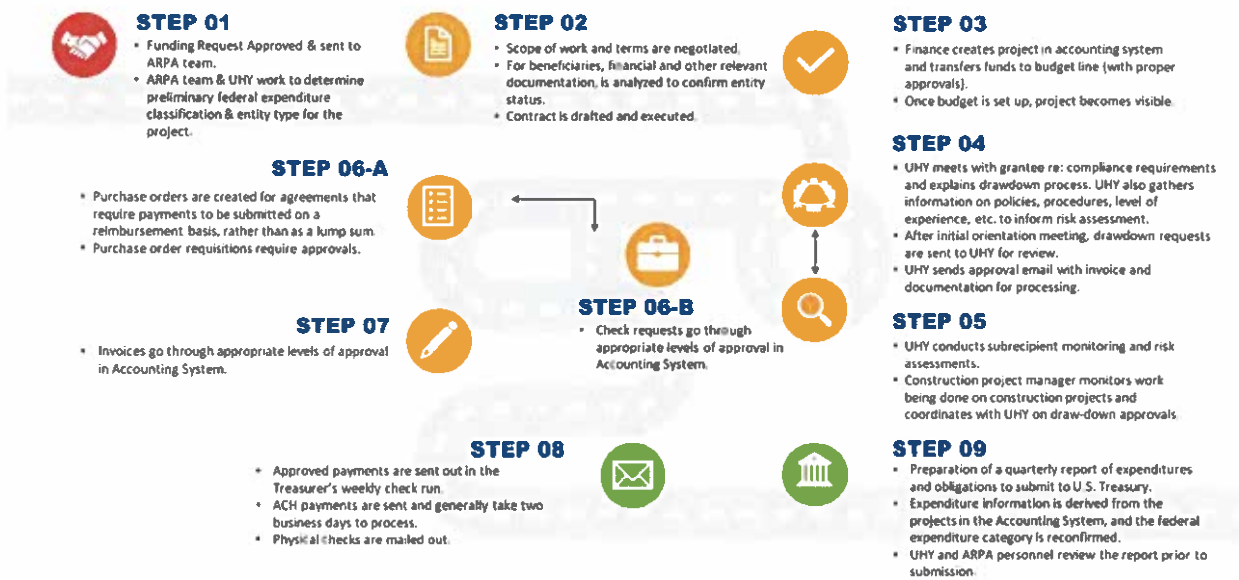 STEP 01
• Funding Request Approved & sent to
ARPA team.
• ARPA team & UHY work to determine
preliminary federal expenditure
classification & entity type for the
project.
STEP 02
• Scope of work and terms are negotiated.
• For beneficiaries, financial and other relevant
documentation, is analyzed to confirm entity
status.
• Contract is drafted and executed.
STEP 03
• Finance creates project in accounting system
and transfers funds to budget line (with proper
approvals).
• Once budget is set up, project becomes visible.
STEP 04
• UHY meets with grantee re: compliance requirements
and explains drawdown process. UHY also gathers
information on policies, procedures, level of
experience, etc. to inform risk assessment.
• After initial orientation meeting, drawdown requests
are sent to UHY for review.
• UHY sends approval email with invoice and
documentation for processing.
STEP 05
• UHY conducts subrecipient monitoring and risk
assessments.
• Construction project manager monitors work
being done on construction projects and
coordinates with UHY on draw-down approvals.
STEP 06-A
• Purchase orders are created for agreements that
require payments to be submitted on a
reimbursement basis, rather than as a lump sum.
• Purchase order requisitions require approvals.
STEP 06-B
• Check requests go through
appropriate levels of approval in
Accounting System.
STEP 07
• Invoices go through appropriate levels of approval
in Accounting System.
STEP 08
• Approved payments are sent out in the
Treasurer's weekly check run.
• ACH payments are sent and generally take two
business days to process.
• Physical checks are mailed out.
STEP 09
• Preparation of a quarterly report of expenditures
and obligations to submit to U.S. Treasury.
• Expenditure information is derived from the
projects in the Accounting System, and the federal
expenditure category is reconfirmed.
• UHY and ARPA personnel review the report prior to
submission.